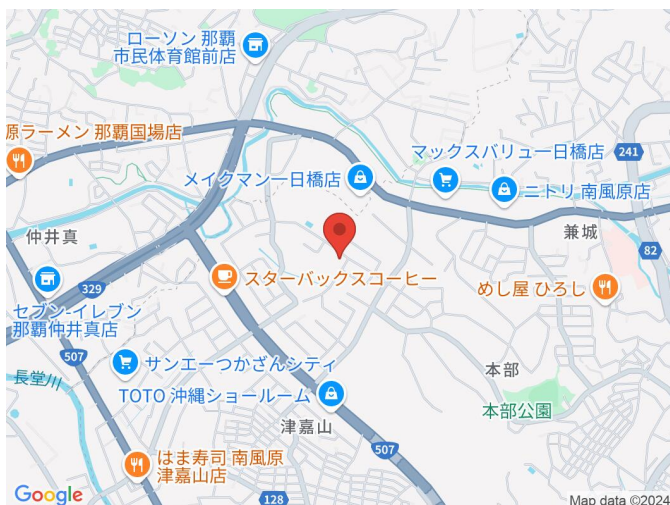 ローソン 那覇
市民体育館前店
原ラーメン 那覇国場店
マックスバリュ一日橋店
241
メイクマン一日橋店
ニトリ 南風原店
仲井真
兼城
82
329
スターバックスコーヒー
めし屋 ひろし
セブン-イレブン
那覇仲井真店
507
サンエーつかざんシティ
本部
長堂川
TOTO 沖縄ショールーム
本部公園
津嘉山
507
はま寿司 南風原
津嘉山店
128
Google
Map data ©2024